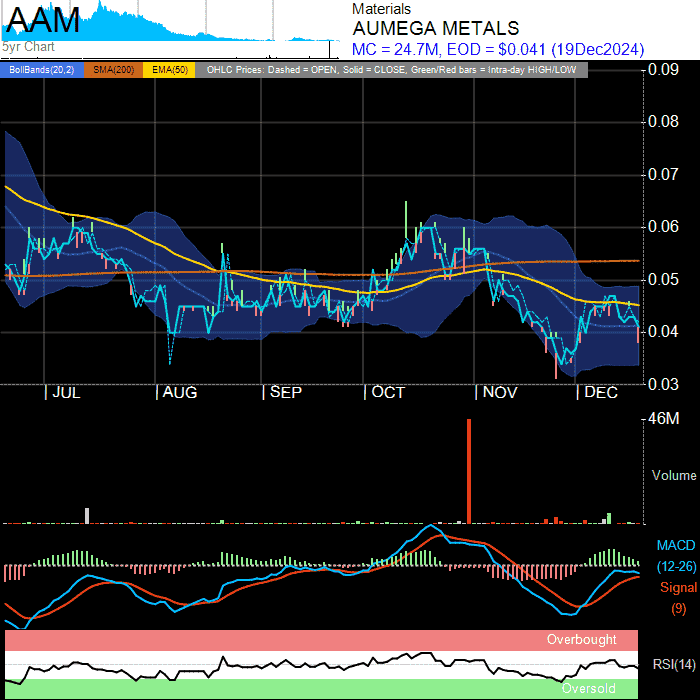 AAM
5yr Chart
Materials
AUMEGA METALS
MC = 24.7M, EOD = $0.041 (19Dec2024)
BollBands(20,2) SMA(200) EMA(50) OHLC Prices: Dashed = OPEN, Solid = CLOSE, Green/Red bars = Intra-day HIGH/LOW
0.09
0.08
0.07
0.06
0.05
0.04
0.03
JUL AUG SEP OCT NOV DEC
46M
Volume
MACD
(12-26)
Signal
(9)
Overbought
RSI(14)
Oversold